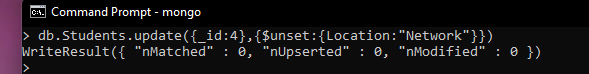 Command Prompt - mongo
> db.Students.update({_id:4},{$unset:{Location:"Network"}})
WriteResult({ "nMatched" : 0, "nUpserted" : 0, "nModified" : 0 })
>